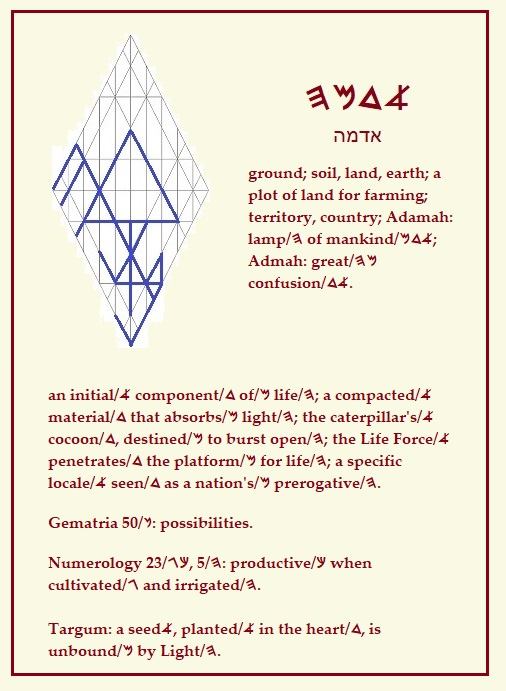 𐤀𐤃𐤌𐤄
אדמה
ground; soil, land, earth; a
plot of land for farming;
territory, country; Adamah:
lamp/𐤄 of mankind/𐤀𐤃𐤌;
Admah: great/𐤌𐤄
confusion/𐤀𐤃.
an initial/𐤀 component/𐤃 of/𐤌 life/𐤄; a compacted/𐤀
material/𐤃 that absorbs/𐤌 light/𐤄; the caterpillar's/𐤀
cocoon/𐤃, destined/𐤌 to burst open/𐤄; the Life Force/𐤀
penetrates/𐤃 the platform/𐤌 for life/𐤄; a specific
locale/𐤀 seen/𐤃 as a nation's/𐤌 prerogative/𐤄.
Gematria 50/𐤍: possibilities.
Numerology 23/𐤊𐤂, 5/𐤄: productive/𐤊 when
cultivated/𐤂 and irrigated/𐤄.
Targum: a seed𐤀, planted/𐤀 in the heart/𐤃, is
unbound/𐤌 by Light/𐤄.